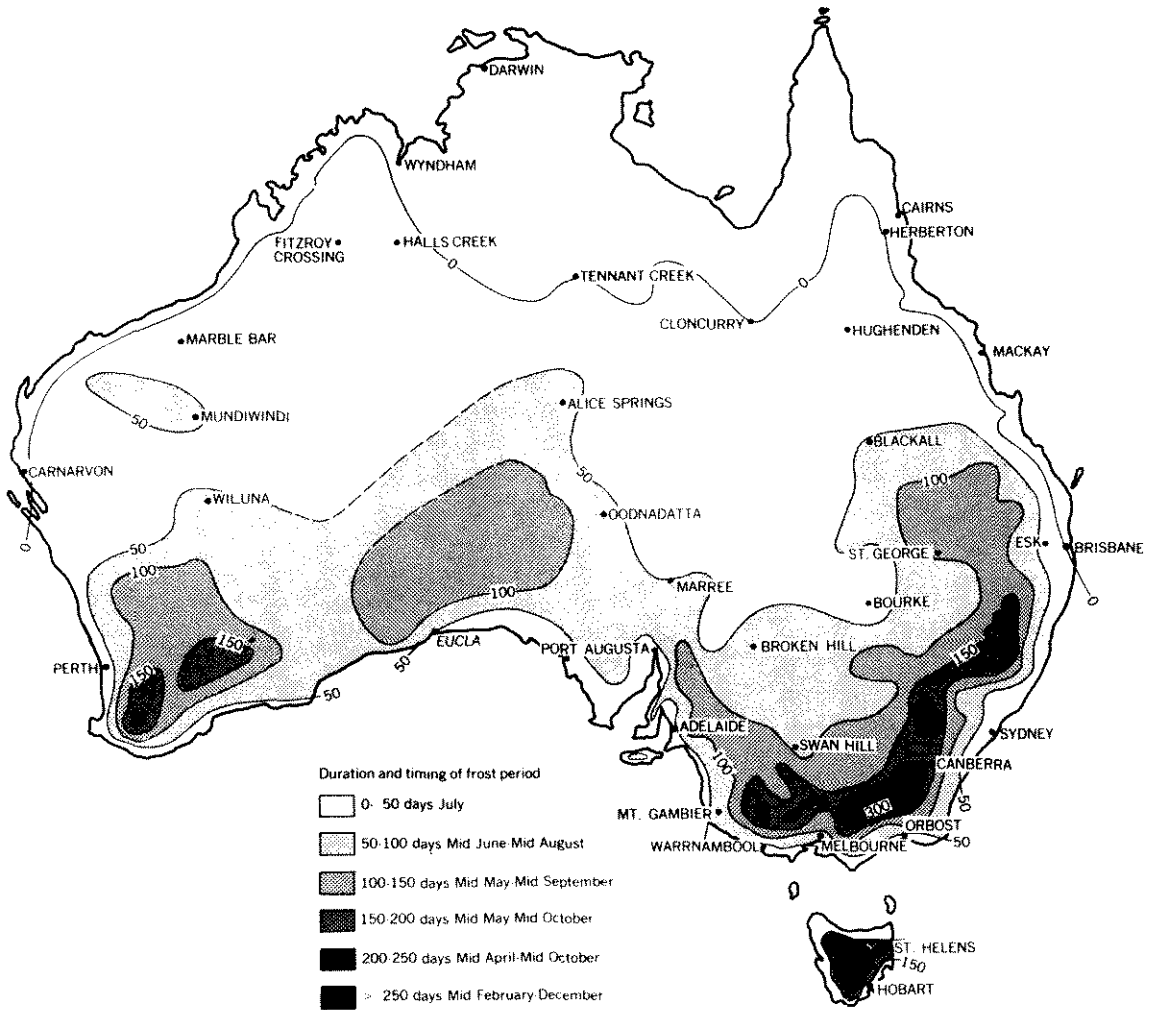 DARWIN
WYNDHAM
CAIRNS
HERBERTON
FITZROY
CROSSING
HALLS CREEK
0
TENNANT CREEK
0
CLONCURRY
HUGHENDEN
MARBLE BAR
MACKAY
50
MUNDIWINDI
ALICE SPRINGS
BLACKALL
CARNARVON
50
100
WILUNA
OODNADATTA
0
50
ST. GEORGE
ESK
BRISBANE
100
MARREE
100
BOURKE
0
150
EUCLA
PORT AUGUSTA
BROKEN HILL
150
PERTH
50
150
50
ADELAIDE
SWAN HILL
SYDNEY
100
CANBERRA
Duration and timing of frost period
0- 50 days July
50
300
MT. GAMBIER
ORBOST
50-100 days Mid June-Mid August
WARRNAMBOOL
MELBOURNE
50
100-150 days Mid May-Mid September
150-200 days Mid May Mid October
200-250 days Mid April-Mid October
> 250 days Mid February-December
ST. HELENS
150
HOBART